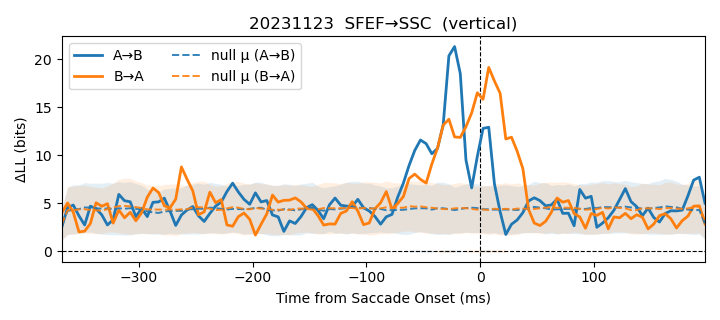 20231123  SFEF→SSC  (vertical)
A→B
B→A
null μ (A→B)
null μ (B→A)
ΔLL (bits)
20
15
10
5
0
−300
−200
−100
0
100
Time from Saccade Onset (ms)